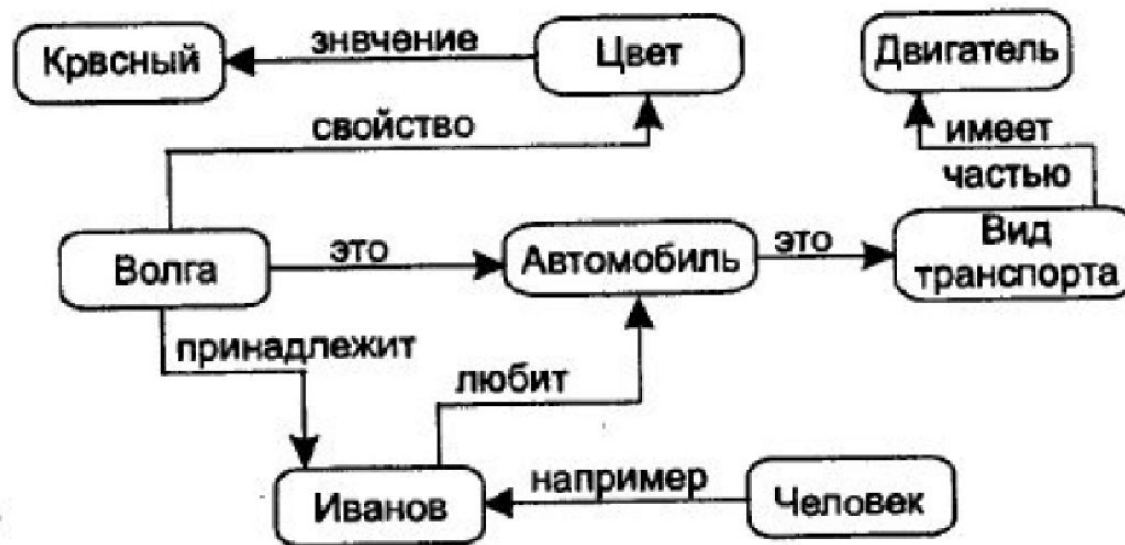 Крвсный
знвчение
Цвет
Двигатель
свойство
имеет
частью
Волга
это
Автомобиль
это
Вид
транспорта
принадлежит
любит
Иванов
например
Человек